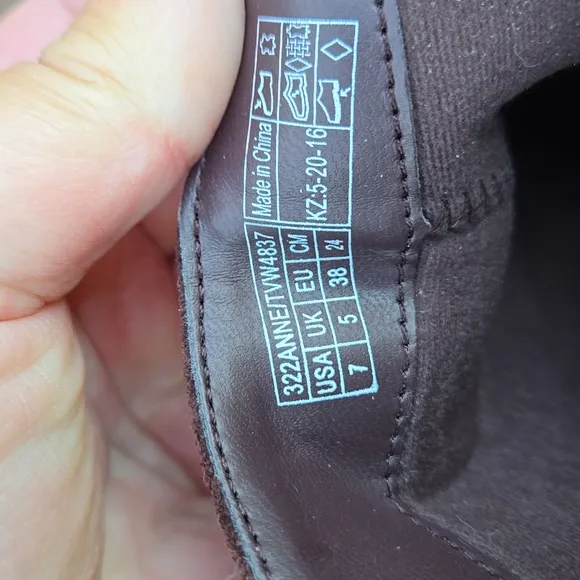 322ANNE/TVW4837 Made in China
USA UK EU CM KZ:5-20-16
7 5 38 24